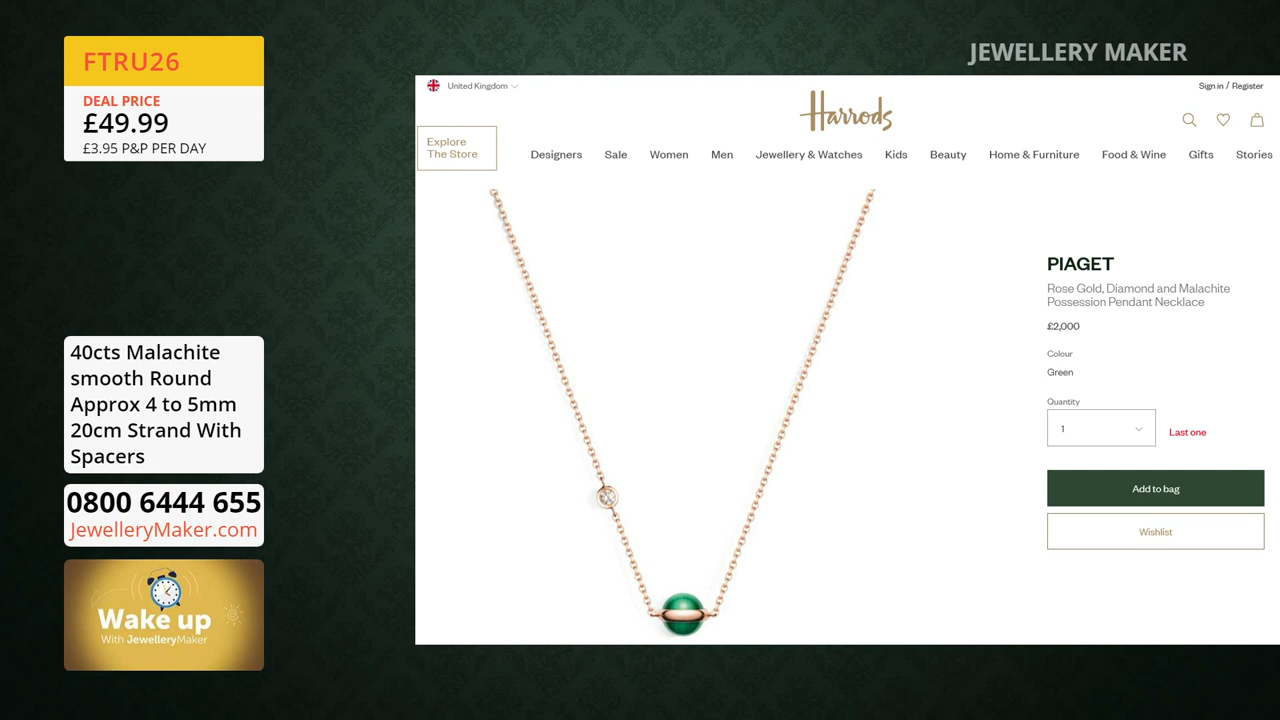 FTRU26
DEAL PRICE
£49.99
£3.95 P&P PER DAY
40cts Malachite
smooth Round
Approx 4 to 5mm
20cm Strand With
Spacers
0800 6444 655
JewelleryMaker.com
Wake up
With JewelleryMaker
JEWELLERY MAKER
United Kingdom
Sign in / Register
Harrods
Explore
The Store
Designers Sale Women Men Jewellery & Watches Kids Beauty Home & Furniture Food & Wine Gifts Stories
PIAGET
Rose Gold, Diamond and Malachite
Possession Pendant Necklace
£2,000
Colour
Green
Quantity
1
Last one
Add to bag
Wishlist